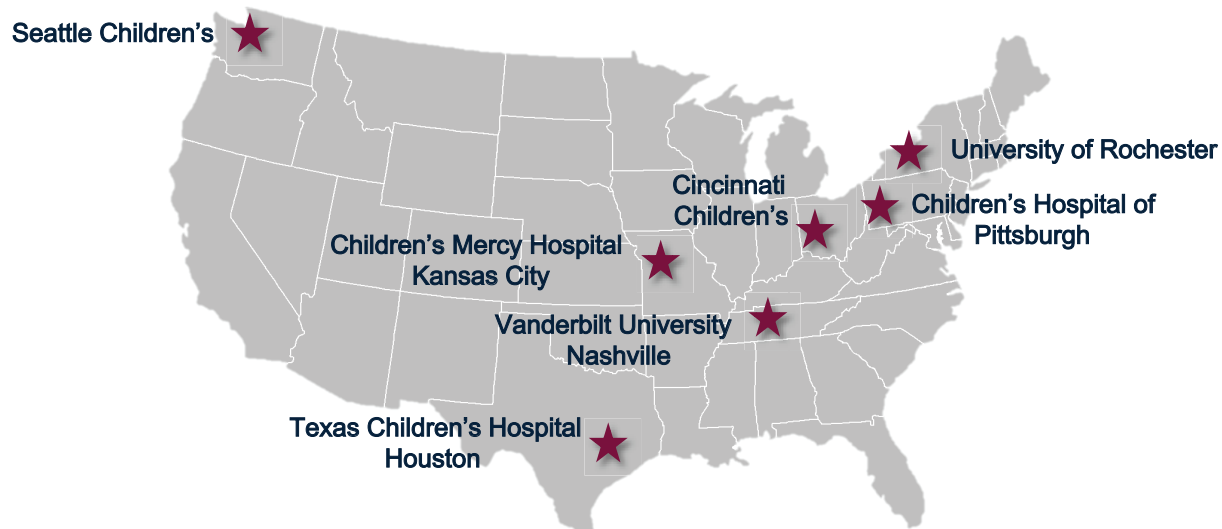 Seattle Children's
University of Rochester
Cincinnati
Children's
Children's Hospital of
Pittsburgh
Children's Mercy Hospital
Kansas City
Vanderbilt University
Nashville
Texas Children's Hospital
Houston